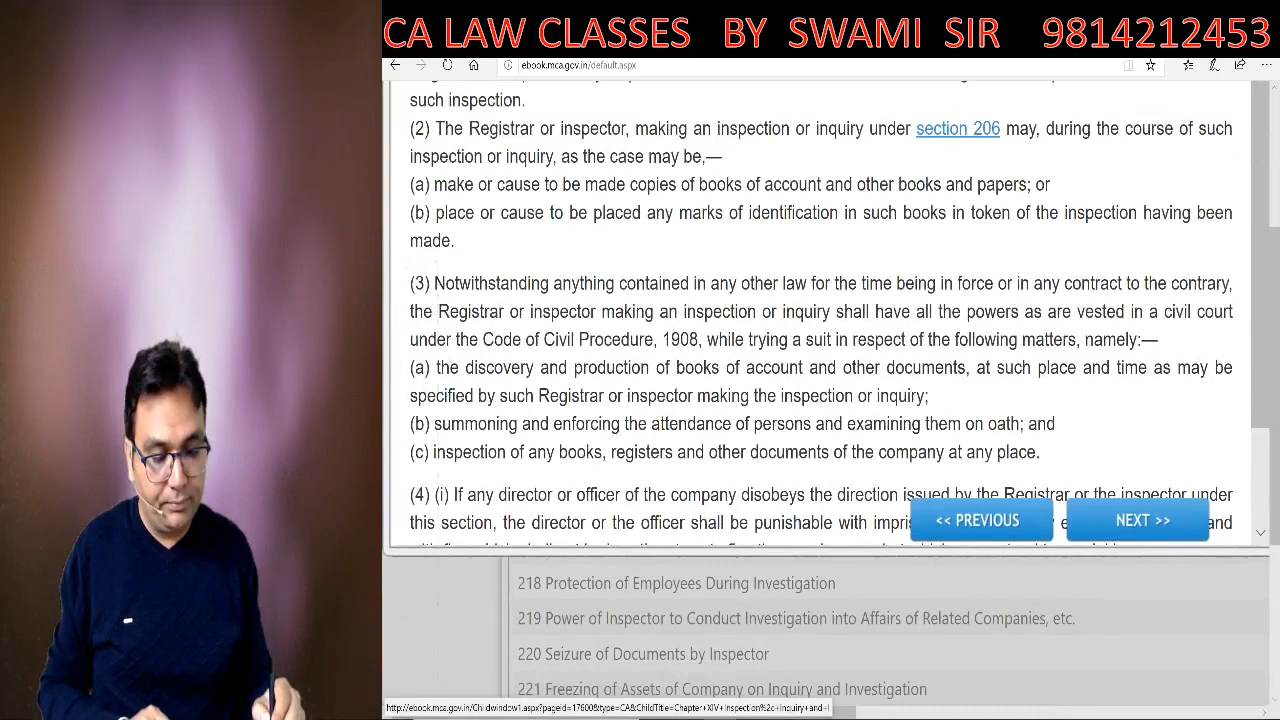 CA LAW CLASSES BY SWAMI SIR 9814212453
ebook.mca.gov.in/default.aspx
such inspection.
(2) The Registrar or inspector, making an inspection or inquiry under section 206 may, during the course of such
inspection or inquiry, as the case may be,—
(a) make or cause to be made copies of books of account and other books and papers; or
(b) place or cause to be placed any marks of identification in such books in token of the inspection having been
made.
(3) Notwithstanding anything contained in any other law for the time being in force or in any contract to the contrary,
the Registrar or inspector making an inspection or inquiry shall have all the powers as are vested in a civil court
under the Code of Civil Procedure, 1908, while trying a suit in respect of the following matters, namely:—
(a) the discovery and production of books of account and other documents, at such place and time as may be
specified by such Registrar or inspector making the inspection or inquiry;
(b) summoning and enforcing the attendance of persons and examining them on oath; and
(c) inspection of any books, registers and other documents of the company at any place.
(4) (i) If any director or officer of the company disobeys the direction issued by the Registrar or the inspector under
this section, the director or the officer shall be punishable with and
<< PREVIOUS
NEXT >>
218 Protection of Employees During Investigation
219 Power of Inspector to Conduct Investigation into Affairs of Related Companies, etc.
220 Seizure of Documents by Inspector
221 Freezing of Assets of Company on Inquiry and Investigation